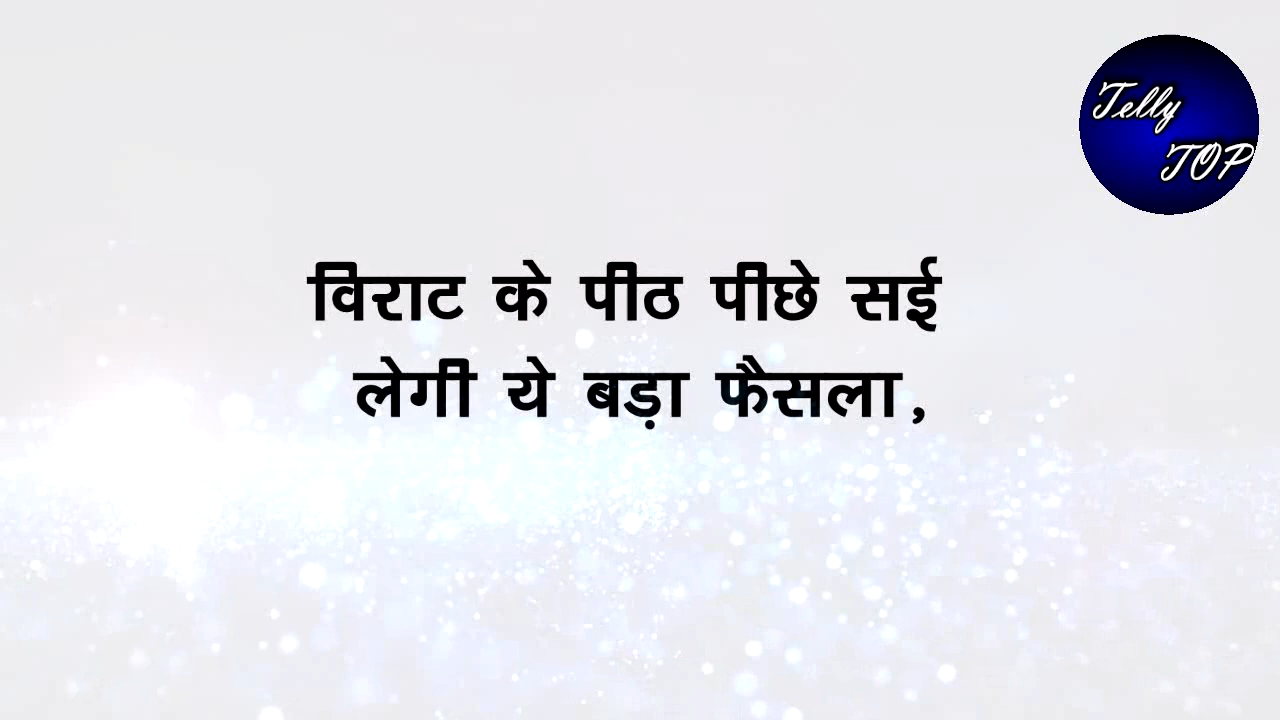 Telly
TOP
विराट के पीठ पीछे सई
लेगी ये बड़ा फैसला,